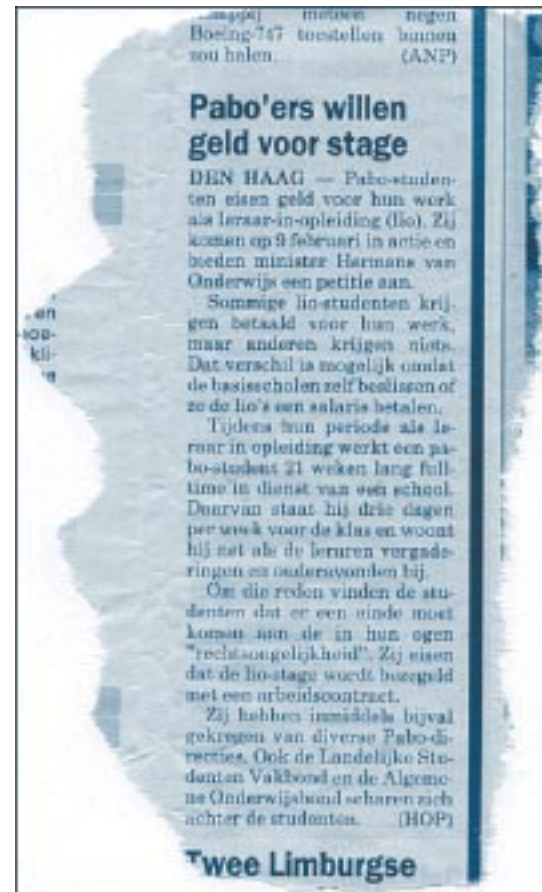 negen
Boeing-747 toestellen binnen
zou halen. (ANP)
Pabo'ers willen
geld voor stage
DEN HAAG — Pabo-studen-
ten eisen geld voor hun werk
als leraar-in-opleiding (lio). Zij
komen op 9 februari in actie en
bieden minister Hermans van
Onderwijs een petitie aan.
Sommige lio-studenten krij-
gen betaald voor hun werk,
maar anderen krijgen niets.
Dat verschil is mogelijk omdat
de basisscholen zelf beslissen of
ze de lio's een salaris betalen.
Tijdens hun periode als le-
raar in opleiding werkt een pa-
bo-student 21 weken lang full-
time in dienst van een school.
Daarvan staat hij drie dagen
per week voor de klas en woont
hij net als de leraren vergade-
ringen en ouderavonden bij.
Om die reden vinden de stu-
denten dat er een einde moet
komen aan de in hun ogen
"rechtsongelijkheid". Zij eisen
dat de lio-stage wordt bezegeld
met een arbeidscontract.
Zij hebben inmiddels bijval
gekregen van diverse Pabo-di-
recties. Ook de Landelijke Stu-
denten Vakbond en de Algeme-
ne Onderwijsbond scharen zich
achter de studenten. (HOP)
Twee Limburgse